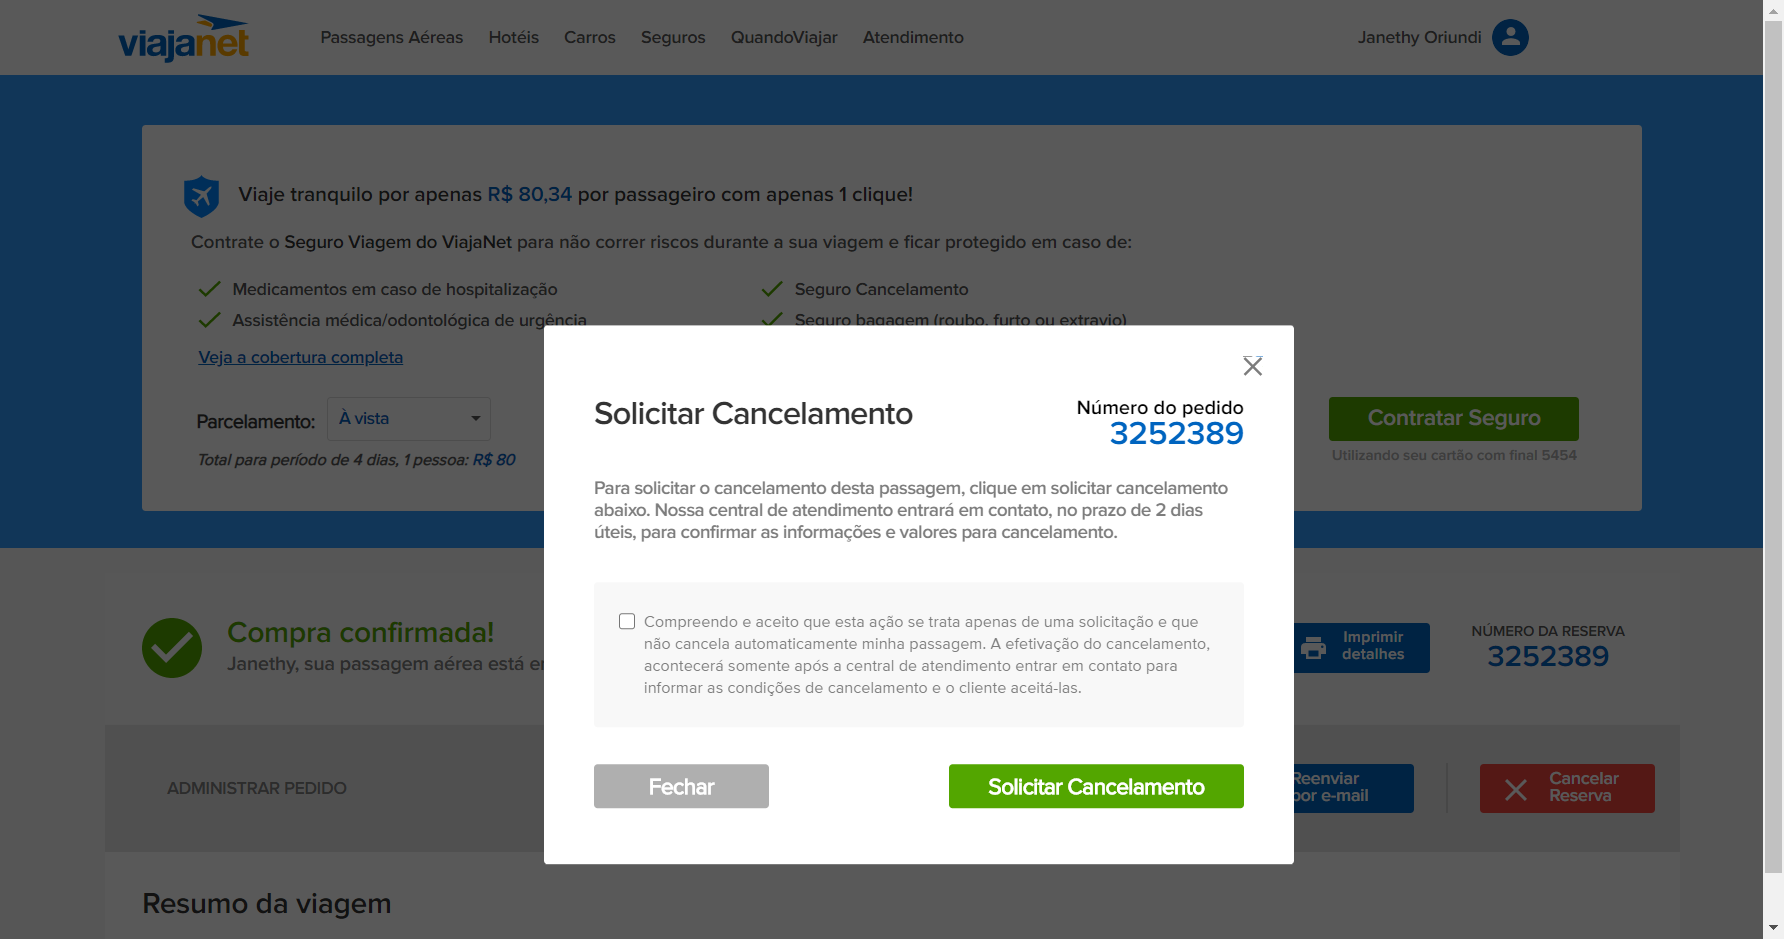 viajanet
Passagens Aéreas Hotéis Carros Seguros QuandoViajar Atendimento
Janethy Oriundi
Viaje tranquilo por apenas R$ 80,34 por passageiro com apenas 1 clique!
Contrate o Seguro Viagem do ViajaNet para não correr riscos durante a sua viagem e ficar protegido em caso de:
Medicamentos em caso de hospitalização
Seguro Cancelamento
Assistência médica/odontológica de urgência
Seguro bagagem (roubo, furto ou extravio)
Veja a cobertura completa
Parcelamento: À vista
Total para período de 4 dias, 1 pessoa: R$ 80
Contratar Seguro
Utilizando seu cartão com final 5454
Solicitar Cancelamento
Número do pedido
3252389
Para solicitar o cancelamento desta passagem, clique em solicitar cancelamento
abaixo. Nossa central de atendimento entrará em contato, no prazo de 2 dias
úteis, para confirmar as informações e valores para cancelamento.
Compreendo e aceito que esta ação se trata apenas de uma solicitação e que
não cancela automaticamente minha passagem. A efetivação do cancelamento,
acontecerá somente após a central de atendimento entrar em contato para
informar as condições de cancelamento e o cliente aceitá-las.
Fechar
Solicitar Cancelamento
Compra confirmada!
Janethy, sua passagem aérea está
Imprimir
detalhes
NÚMERO DA RESERVA
3252389
ADMINISTRAR PEDIDO
Reenviar
por e-mail
Cancelar
Reserva
Resumo da viagem